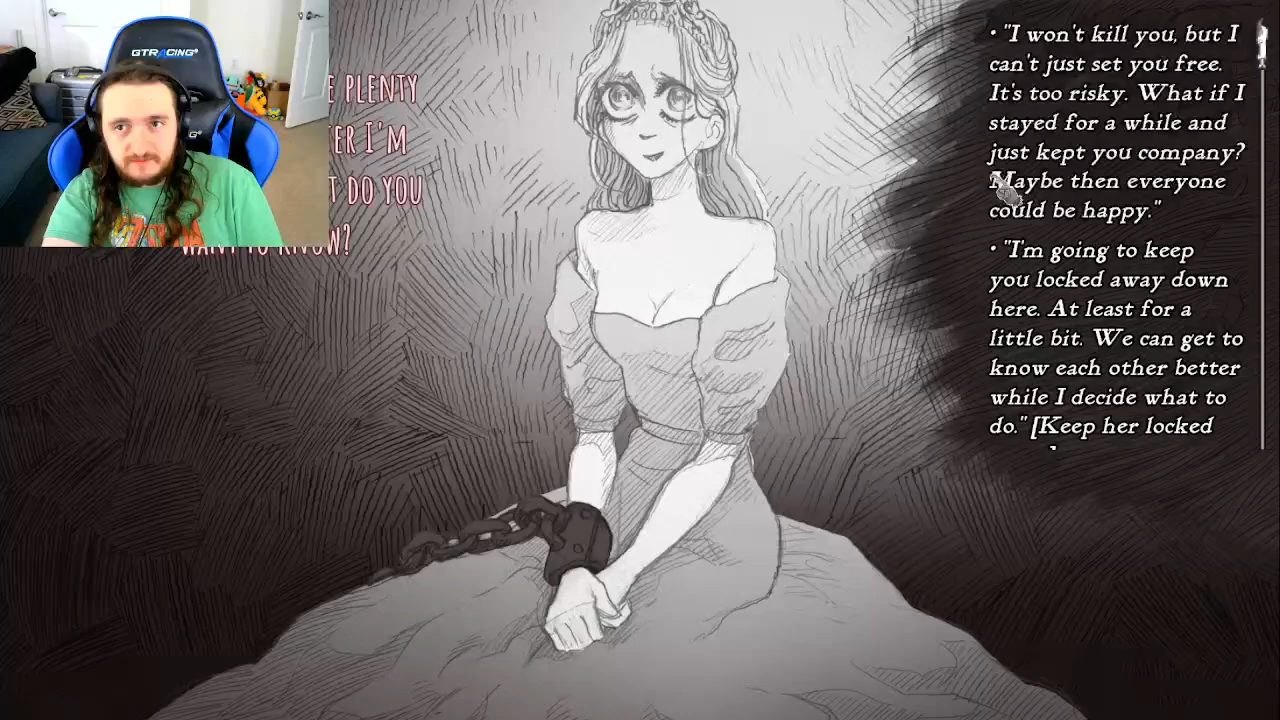 GTRACING
E PLENTY
ER I'M
T DO YOU
WANT TO KNOW?
• "I won't kill you, but I
can't just set you free.
It's too risky. What if I
stayed for a while and
just kept you company?
Maybe then everyone
could be happy."
• "I'm going to keep
you locked away down
here. At least for a
little bit. We can get to
know each other better
while I decide what to
do." [Keep her locked